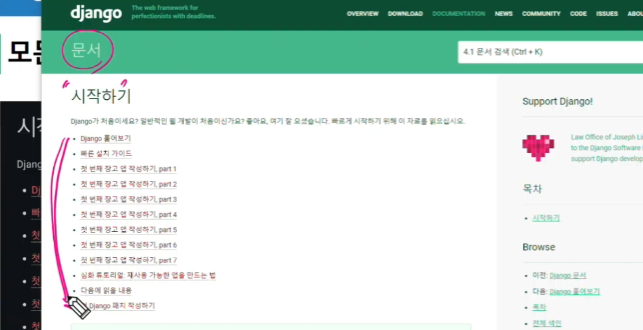 django
The web framework for
perfectionists with deadlines.
OVERVIEW DOWNLOAD DOCUMENTATION NEWS COMMUNITY CODE ISSUES
문서
4.1 문서 검색 (Ctrl + K)
시작하기
Django가 처음이세요? 일반적인 웹 개발이 처음이신가요? 좋아요, 여기 잘 오셨습니다. 빠르게 시작하기 위해 이 자료를 읽으십시오.
Django 훑어보기
빠른 설치 가이드
첫 번째 장고 앱 작성하기, part 1
첫 번째 장고 앱 작성하기, part 2
첫 번째 장고 앱 작성하기, part 3
첫 번째 장고 앱 작성하기, part 4
첫 번째 장고 앱 작성하기, part 5
첫 번째 장고 앱 작성하기, part 6
첫 번째 장고 앱 작성하기, part 7
심화 튜토리얼: 재사용 가능한 앱을 만드는 법
다음에 읽을 내용
Django 패치 작성하기
Support Django!
Law Office of Joseph
to the Django Software
support Django
목차
시작하기
Browse
이전: Django 문서
다음: Django 훑어보기
목차
전체 색인